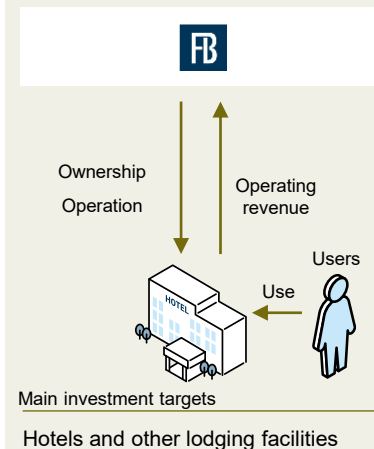 FB
Ownership
Operation
Operating
revenue
Users
Use
HOTEL
Main investment targets
Hotels and other lodging facilities